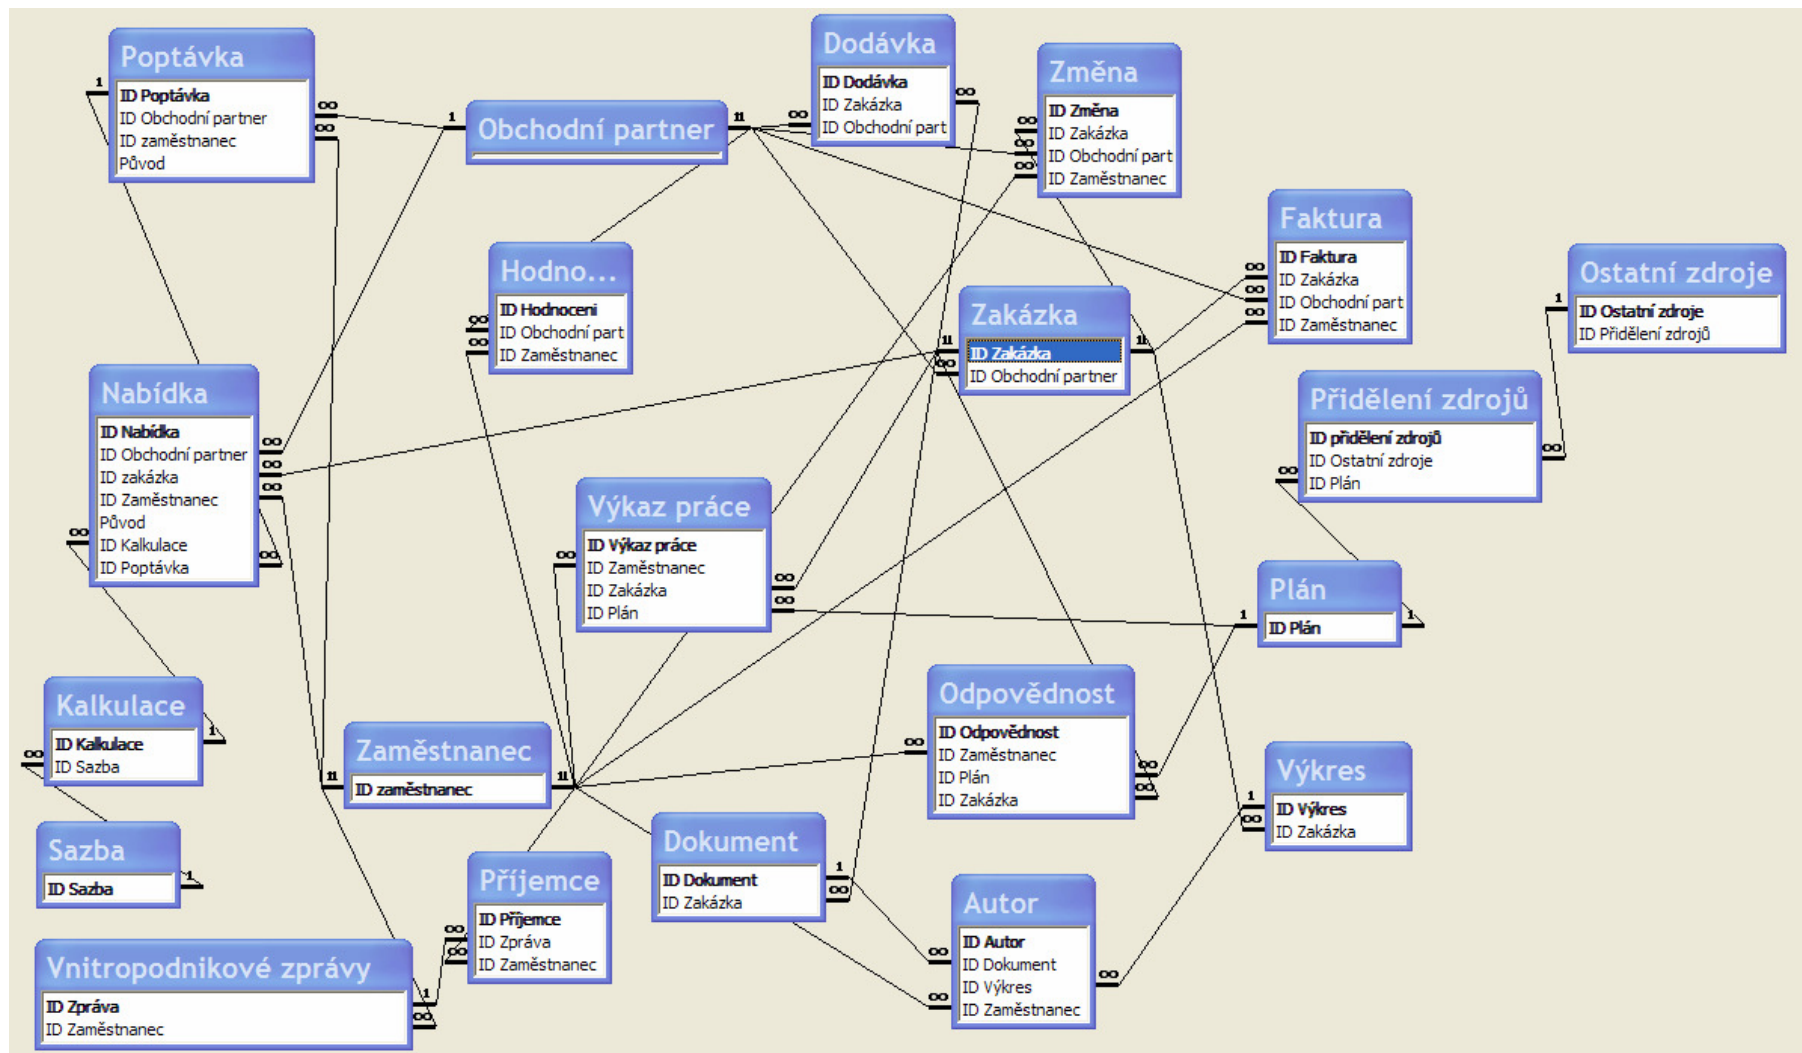 Poptávka
ID Poptávka
ID Obchodní partner
ID zaměstnanec
Původ
Obchodní partner
Dodávka
ID Dodávka
ID Zakázka
ID Obchodní part
Změna
ID Změna
ID Zakázka
ID Obchodní part
ID Zaměstnanec
Faktura
ID Faktura
ID Zakázka
ID Obchodní part
ID Zaměstnanec
Ostatní zdroje
ID Ostatní zdroje
ID Přidělení zdrojů
Hodno...
ID Hodnoceni
ID Obchodní part
ID Zaměstnanec
Zakázka
ID Zakázka
ID Obchodní partner
Nabídka
ID Nabídka
ID Obchodní partner
ID zakázka
ID Zaměstnanec
Původ
ID Kalkulace
ID Poptávka
Přidělení zdrojů
ID přidělení zdrojů
ID Ostatní zdroje
ID Plán
Výkaz práce
ID Výkaz práce
ID Zaměstnanec
ID Zakázka
ID Plán
Plán
ID Plán
Kalkulace
ID Kalkulace
ID Sazba
Zaměstnanec
ID zaměstnanec
Odpovědnost
ID Odpovědnost
ID Zaměstnanec
ID Plán
ID Zakázka
Výkres
ID Výkres
ID Zakázka
Sazba
ID Sazba
Dokument
ID Dokument
ID Zakázka
Příjemce
ID Příjemce
ID Zpráva
ID Zaměstnanec
Autor
ID Autor
ID Dokument
ID Výkres
ID Zaměstnanec
Vnitropodnikové zprávy
ID Zpráva
ID Zaměstnanec